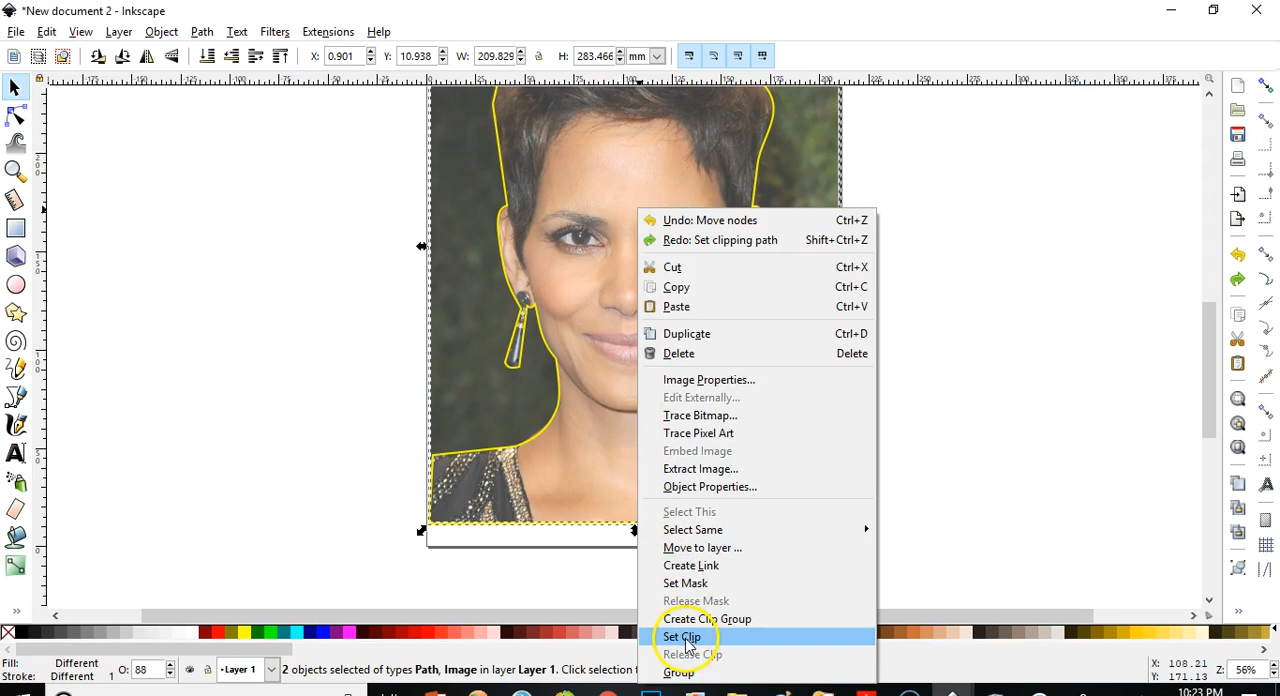 *New document 2 - Inkscape
File Edit View Layer Object Path Text Filters Extensions Help
X: 0.901 Y: 10.938 W: 209.829 H: 283.466 mm
Undo: Move nodes Ctrl+Z
Redo: Set clipping path Shift+Ctrl+Z
Cut Ctrl+X
Copy Ctrl+C
Paste Ctrl+V
Duplicate Ctrl+D
Delete Delete
Image Properties...
Edit Externally...
Trace Bitmap...
Trace Pixel Art
Embed Image
Extract Image...
Object Properties...
Select This
Select Same
Move to layer ...
Create Link
Set Mask
Release Mask
Create Clip Group
Set Clip
Release Clip
Group
Fill: Different
Stroke: Different 1
O: 88
Layer 1
2 objects selected of types Path, Image in layer Layer 1. Click selection
X: 108.21
Y: 171.13
Z: 56%
10:23 PM